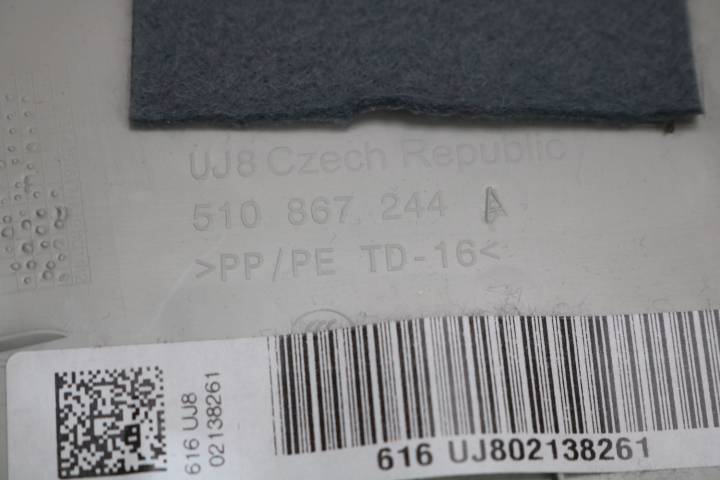 UJ8 Czech Republic
510 867 244 A
>PP/PE TD-16<
616 UJ8
02138261
616 UJ802138261